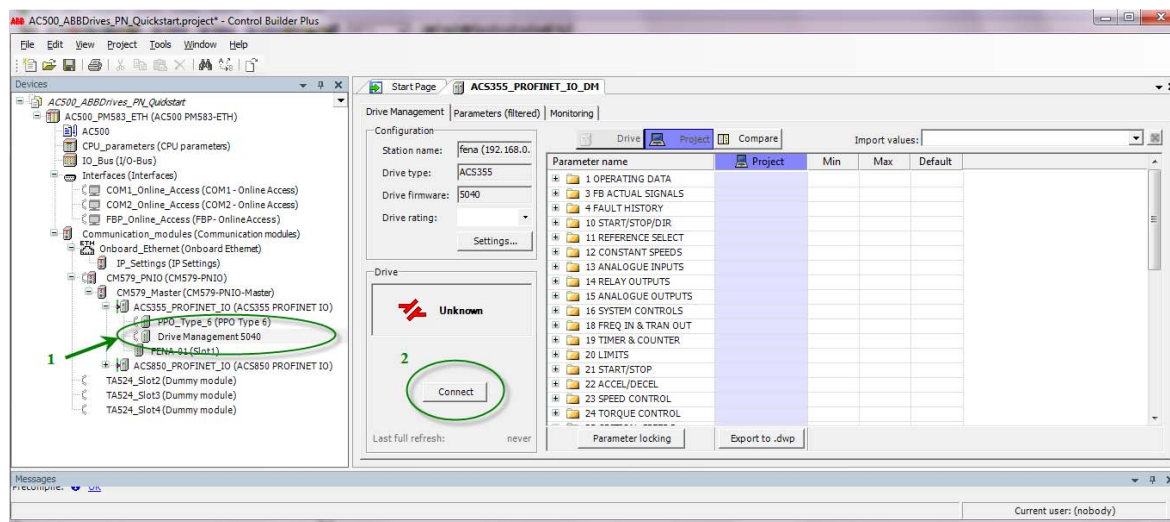 ABB AC500_ABBDrives_PN_Quickstart.project* - Control Builder Plus
File Edit View Project Tools Window Help
Devices
AC500_ABBDrives_PN_Quickstart
AC500_PM583_ETH (AC500 PM583-ETH)
AC500
CPU_parameters (CPU parameters)
IO_Bus (I/O-Bus)
Interfaces (Interfaces)
COM1_Online_Access (COM1 - Online Access)
COM2_Online_Access (COM2 - Online Access)
FBP_Online_Access (FBP- OnlineAccess)
Communication_modules (Communication modules)
ETH
Onboard_Ethernet (Onboard Ethernet)
IP_Settings (IP Settings)
CM579_PNIO (CM579-PNIO)
CM579_Master (CM579-PNIO-Master)
ACS355_PROFINET_IO (ACS355 PROFINET IO)
PPO_Type_6 (PPO Type 6)
Drive Management 5040
FENA-01 (Slot1)
ACS850_PROFINET_IO (ACS850 PROFINET IO)
TA524_Slot2 (Dummy module)
TA524_Slot3 (Dummy module)
TA524_Slot4 (Dummy module)
1
Start Page ACS355_PROFINET_IO_DM
Drive Management Parameters (filtered) Monitoring
Configuration
Station name: fena (192.168.0.
Drive type: ACS355
Drive firmware: 5040
Drive rating:
Settings...
Drive
Unknown
2
Connect
Last full refresh: never
Drive Project Compare Import values:
Parameter name Project Min Max Default
1 OPERATING DATA
3 FB ACTUAL SIGNALS
4 FAULT HISTORY
10 START/STOP/DIR
11 REFERENCE SELECT
12 CONSTANT SPEEDS
13 ANALOGUE INPUTS
14 RELAY OUTPUTS
15 ANALOGUE OUTPUTS
16 SYSTEM CONTROLS
18 FREQ IN & TRAN OUT
19 TIMER & COUNTER
20 LIMITS
21 START/STOP
22 ACCEL/DECEL
23 SPEED CONTROL
24 TORQUE CONTROL
Parameter locking Export to .dwp
Messages
Precompile: OK
Current user: (nobody)